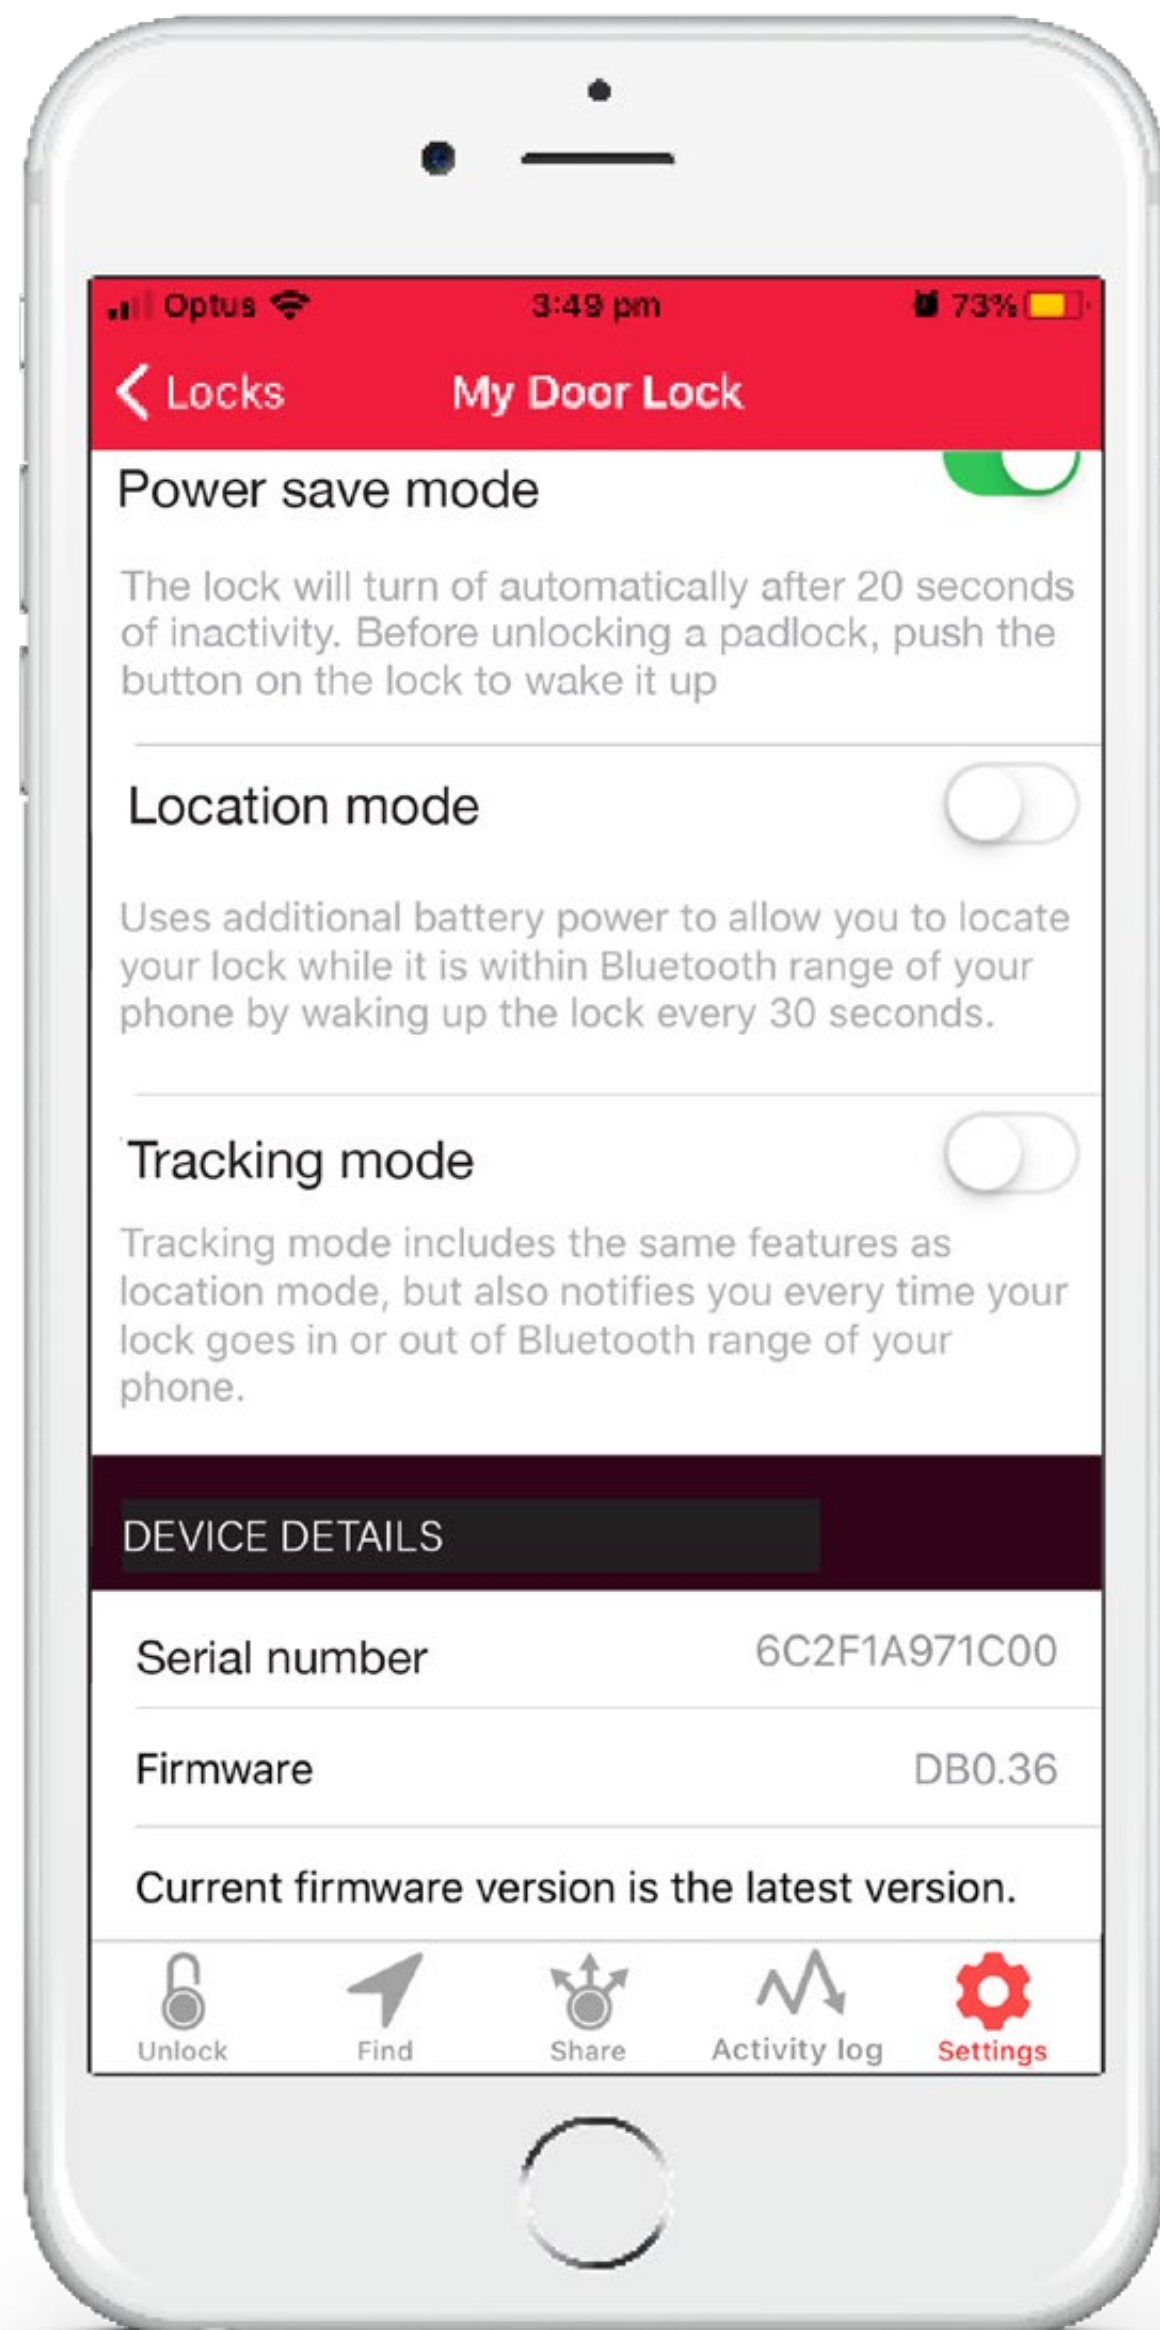 Optus 3:49 pm 73%
Locks My Door Lock
Power save mode
The lock will turn of automatically after 20 seconds
of inactivity. Before unlocking a padlock, push the
button on the lock to wake it up
Location mode
Uses additional battery power to allow you to locate
your lock while it is within Bluetooth range of your
phone by waking up the lock every 30 seconds.
Tracking mode
Tracking mode includes the same features as
location mode, but also notifies you every time your
lock goes in or out of Bluetooth range of your
phone.
DEVICE DETAILS
Serial number 6C2F1A971C00
Firmware DB0.36
Current firmware version is the latest version.
Unlock Find Share Activity log Settings